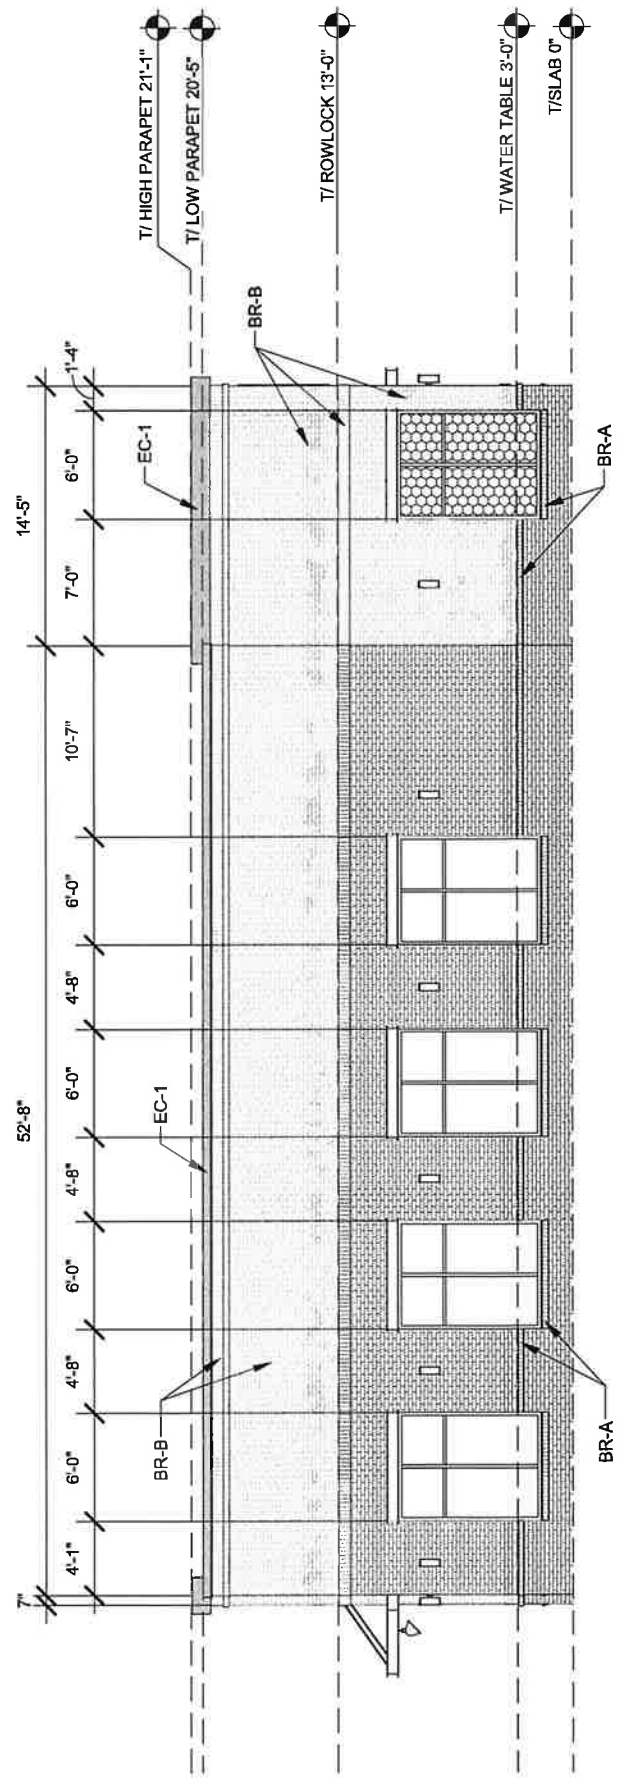 T/ HIGH PARAPET 21'-1"
T/ LOW PARAPET 20'-5"
T/ ROWLOCK 13'-0"
T/ WATER TABLE 3'-0"
T/SLAB 0"
7"
52'-8"
14'-5"
4'-1"
6'-0"
4'-8"
6'-0"
4'-8"
6'-0"
4'-8"
6'-0"
10'-7"
7'-0"
6'-0"
1'-4"
BR-B
EC-1
EC-1
BR-B
BR-A
BR-A